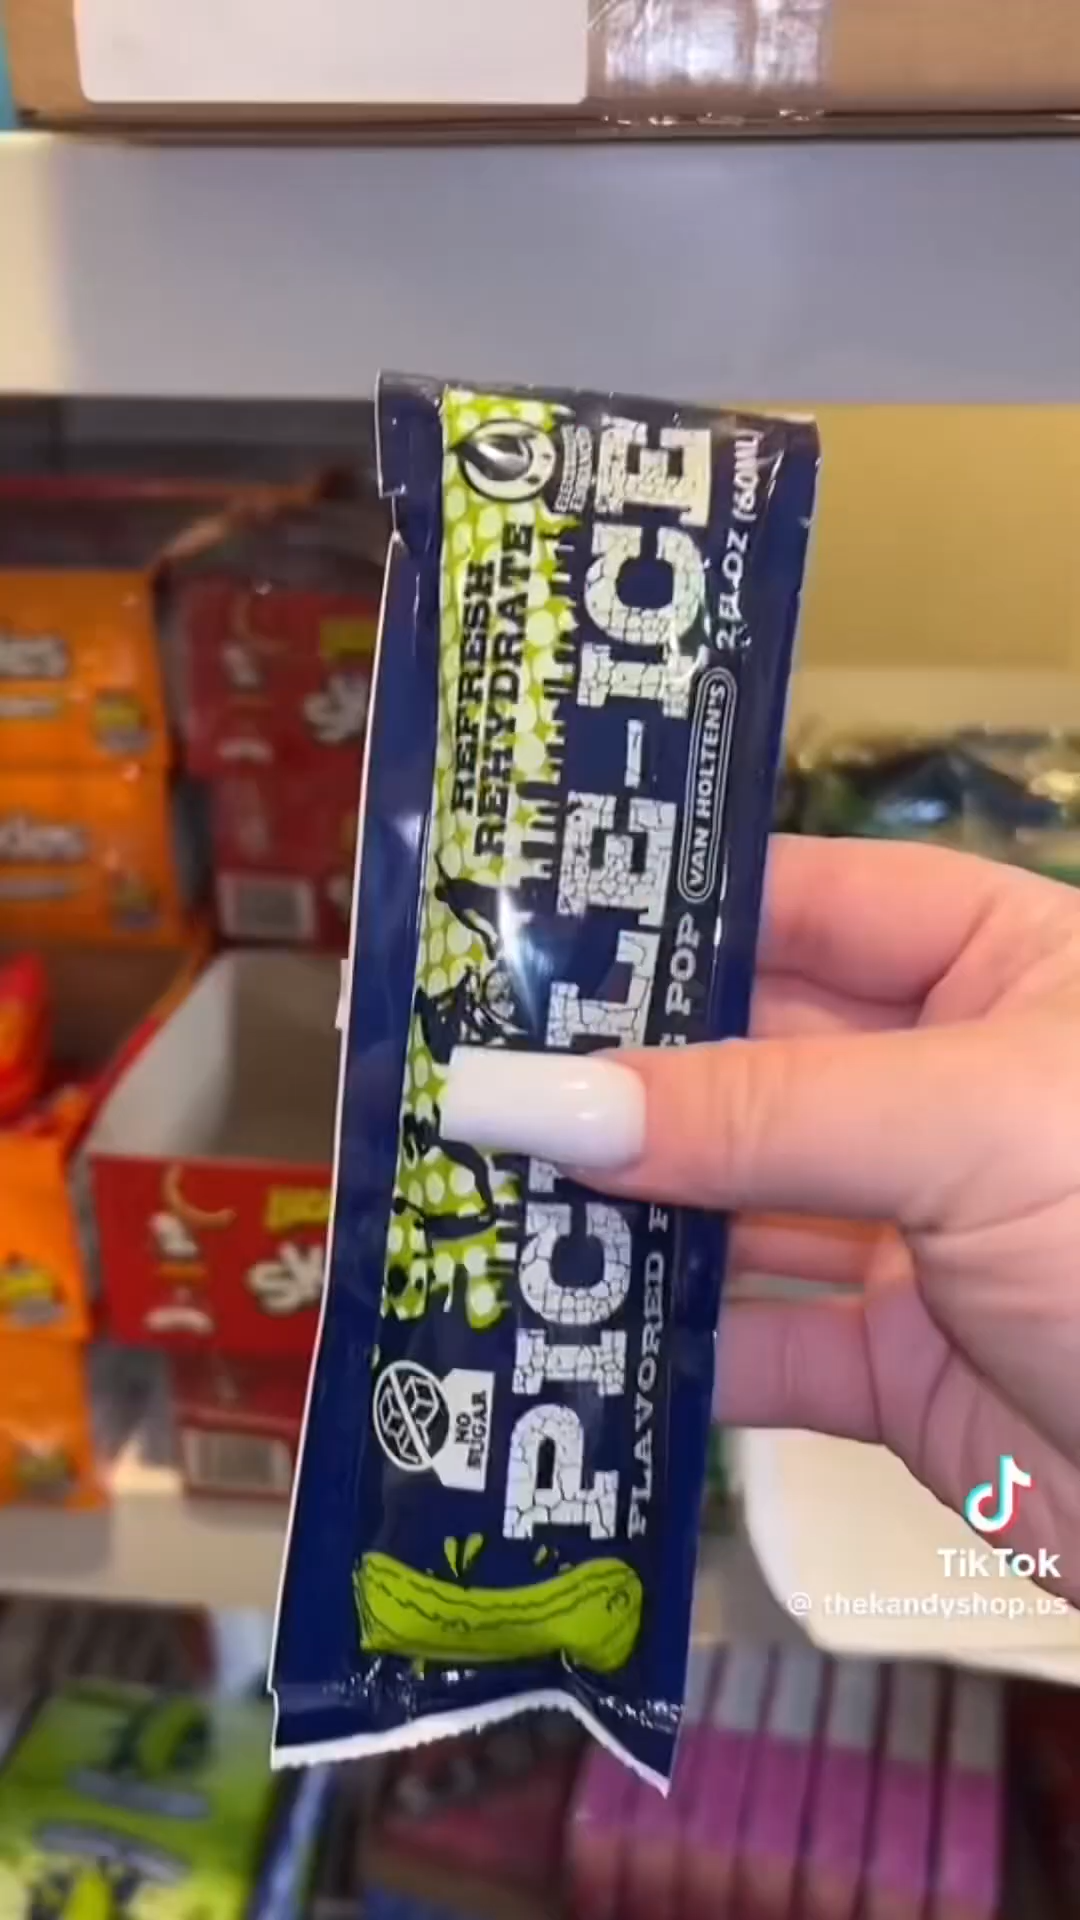 REFRESH
REHYDRATE
PICKLE-ICE
NO
SUGAR
FLAVORED
POP
VAN HOLTEN'S
2 FL.OZ (60ML)
TikTok
@ thekandyshop.us